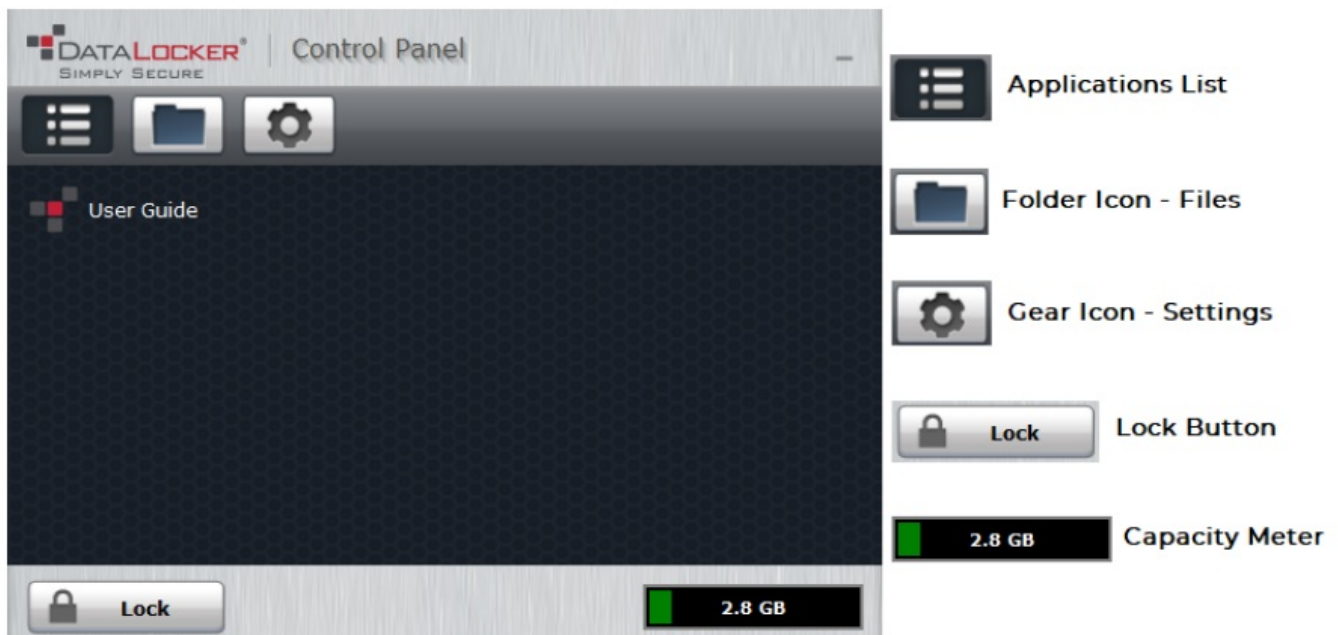 DATALOCKER® Control Panel
SIMPLY SECURE
User Guide
Lock
2.8 GB
Applications List
Folder Icon - Files
Gear Icon - Settings
Lock
Lock Button
2.8 GB
Capacity Meter